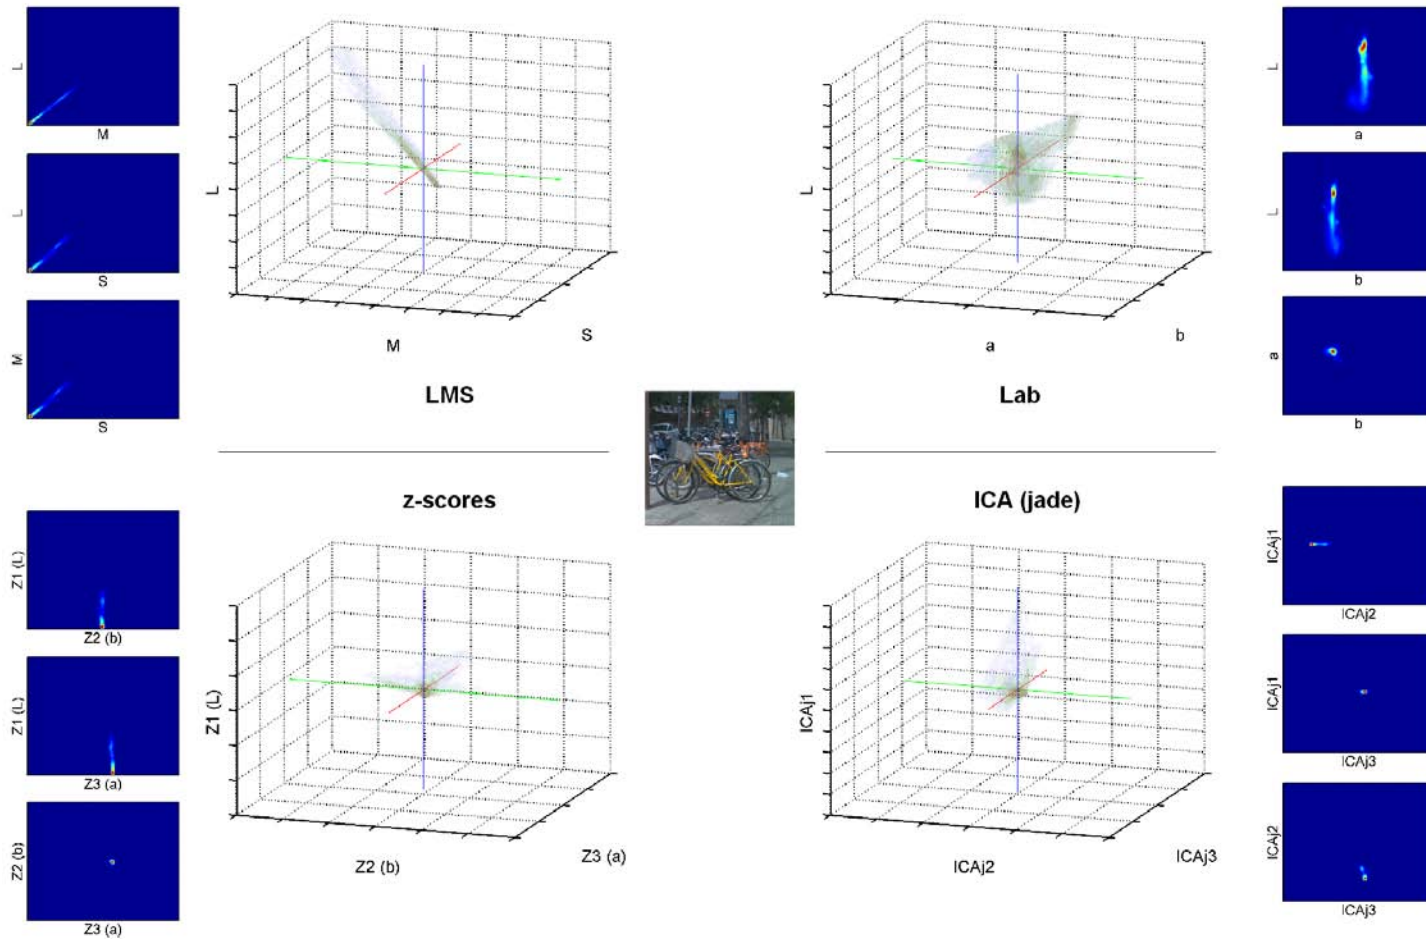 L
M
L
S
M
S
L
M
S
LMS
L
a
b
Lab
L
a
L
b
a
b
z-scores
Z1 (L)
Z2 (b)
Z1 (L)
Z3 (a)
Z2 (b)
Z3 (a)
Z1 (L)
Z2 (b)
Z3 (a)
ICA (jade)
ICAj1
ICAj2
ICAj3
ICAj1
ICAj2
ICAj1
ICAj3
ICAj2
ICAj3